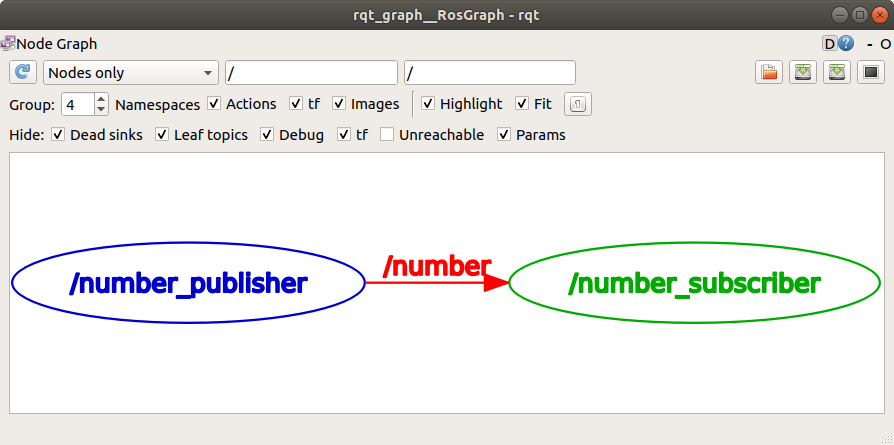 rqt_graph__RosGraph - rqt
Node Graph D ? - O
Nodes only / /
Group: 4 Namespaces Actions tf Images Highlight Fit
Hide: Dead sinks Leaf topics Debug tf Unreachable Params
/number_publisher /number /number_subscriber